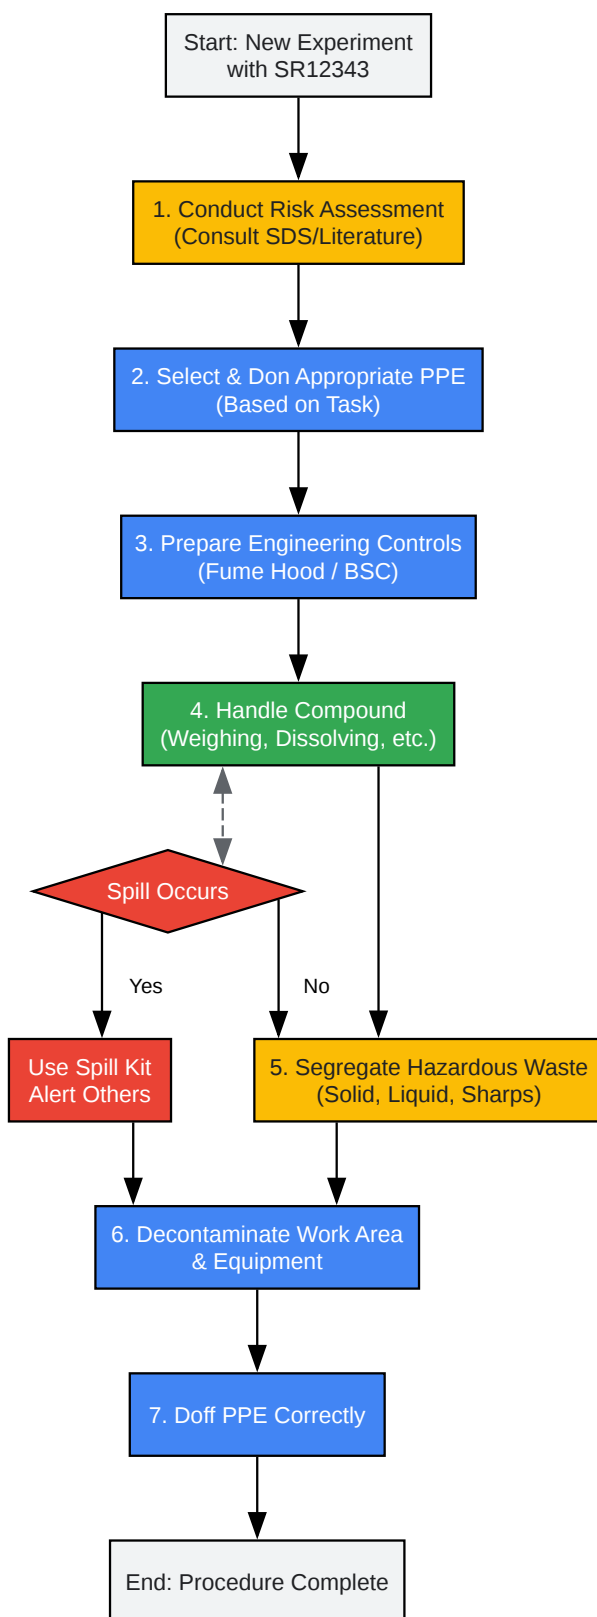 Start: New Experiment
with SR12343
1. Conduct Risk Assessment
(Consult SDS/Literature)
2. Select & Don Appropriate PPE
(Based on Task)
3. Prepare Engineering Controls
(Fume Hood / BSC)
4. Handle Compound
(Weighing, Dissolving, etc.)
Spill Occurs
Yes
No
Use Spill Kit
Alert Others
5. Segregate Hazardous Waste
(Solid, Liquid, Sharps)
6. Decontaminate Work Area
& Equipment
7. Doff PPE Correctly
End: Procedure Complete